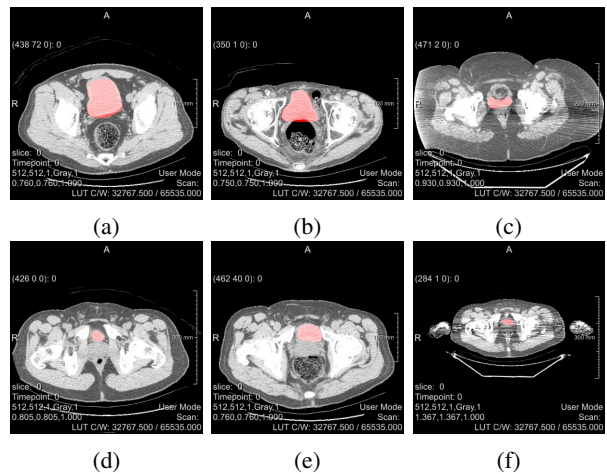 A
(438 72 0): 0
R
100 mm
slice: 0
Timepoint: 0
512,512,1,Gray,1 User Mode
0.760,0.760,1.000 Scan:
LUT C/W: 32767.500 / 65535.000
(a)
A
(350 1 0): 0
R
slice: 0
Timepoint: 0
512,512,1,Gray,1 User Mode
0.750,0.750,1.000 Scan:
LUT C/W: 32767.500 / 65535.000
(b)
A
(471 2 0): 0
R
200 mm
slice: 0
Timepoint: 0
512,512,1,Gray,1 User Mode
0.930,0.930,1.000 Scan:
LUT C/W: 32767.500 / 65535.000
(c)
A
(426 0 0): 0
R
200 mm
slice: 0
Timepoint: 0
512,512,1,Gray,1 User Mode
0.805,0.805,1.000 Scan:
LUT C/W: 32767.500 / 65535.000
(d)
A
(462 40 0): 0
R
slice: 0
Timepoint: 0
512,512,1,Gray,1 User Mode
0.760,0.760,1.000 Scan:
LUT C/W: 32767.500 / 65535.000
(e)
A
(284 1 0): 0
R
300 mm
slice: 0
Timepoint: 0
512,512,1,Gray,1 User Mode
1.367,1.367,1.000 Scan:
LUT C/W: 32767.500 / 65535.000
(f)